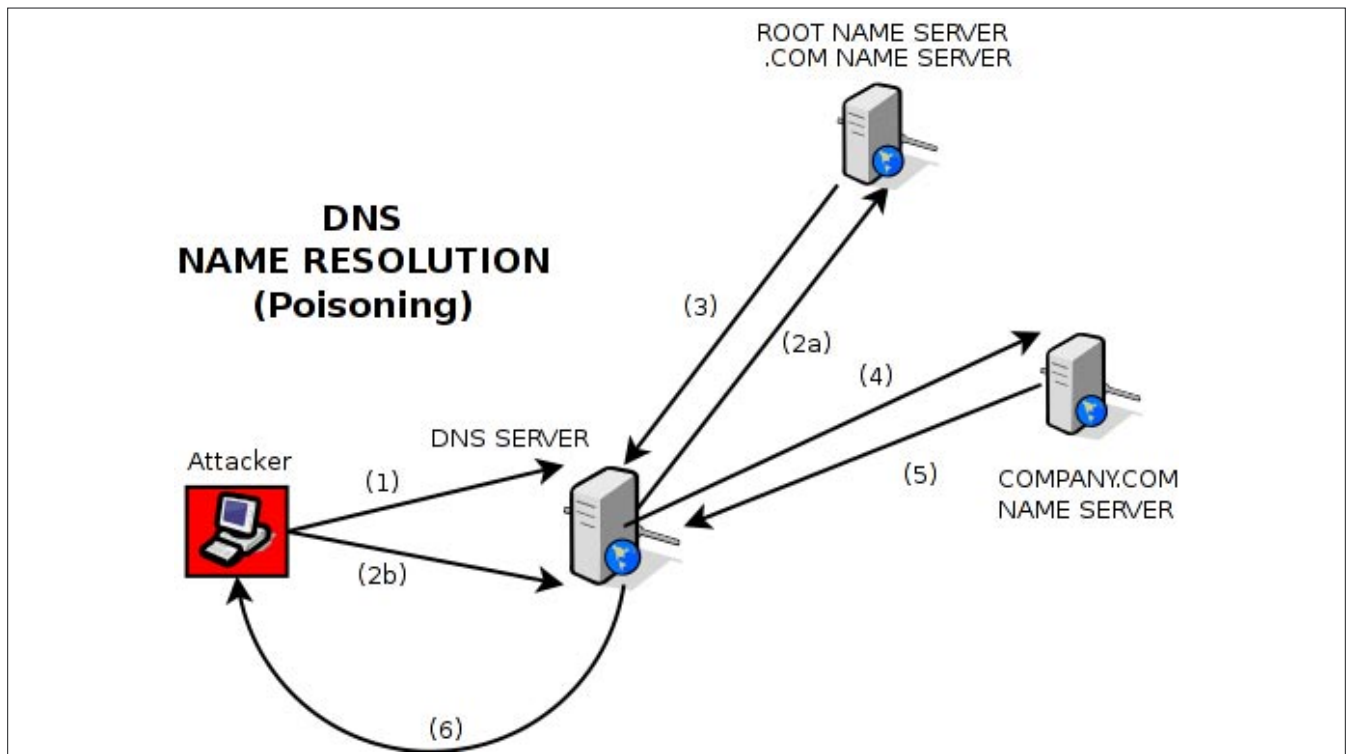 ROOT NAME SERVER
.COM NAME SERVER
DNS
NAME RESOLUTION
(Poisoning)
(3)
(2a)
(4)
DNS SERVER
Attacker
(1)
(5)
COMPANY.COM
NAME SERVER
(2b)
(6)